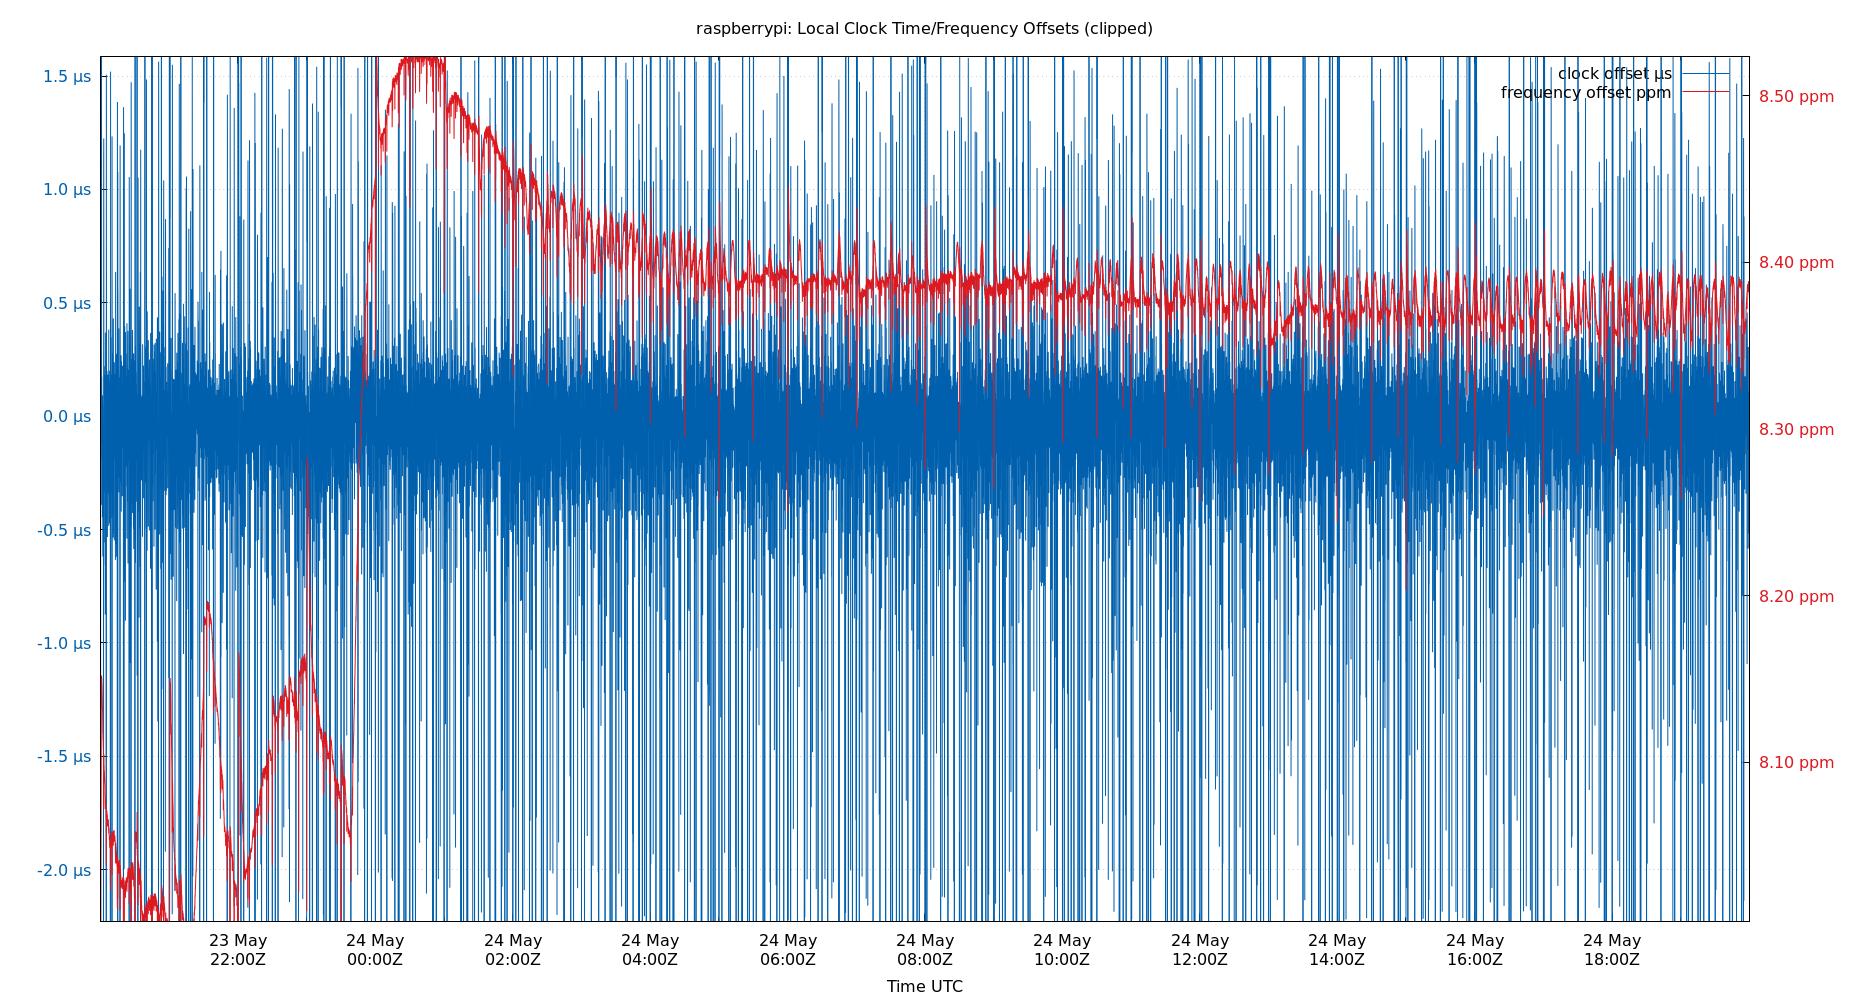 raspberrypi: Local Clock Time/Frequency Offsets (clipped)
clock offset µs
frequency offset ppm
1.5 µs
1.0 µs
0.5 µs
0.0 µs
-0.5 µs
-1.0 µs
-1.5 µs
-2.0 µs
8.50 ppm
8.40 ppm
8.30 ppm
8.20 ppm
8.10 ppm
23 May 24 May 24 May 24 May 24 May 24 May 24 May 24 May 24 May 24 May 24 May
22:00Z 00:00Z 02:00Z 04:00Z 06:00Z 08:00Z 10:00Z 12:00Z 14:00Z 16:00Z 18:00Z
Time UTC